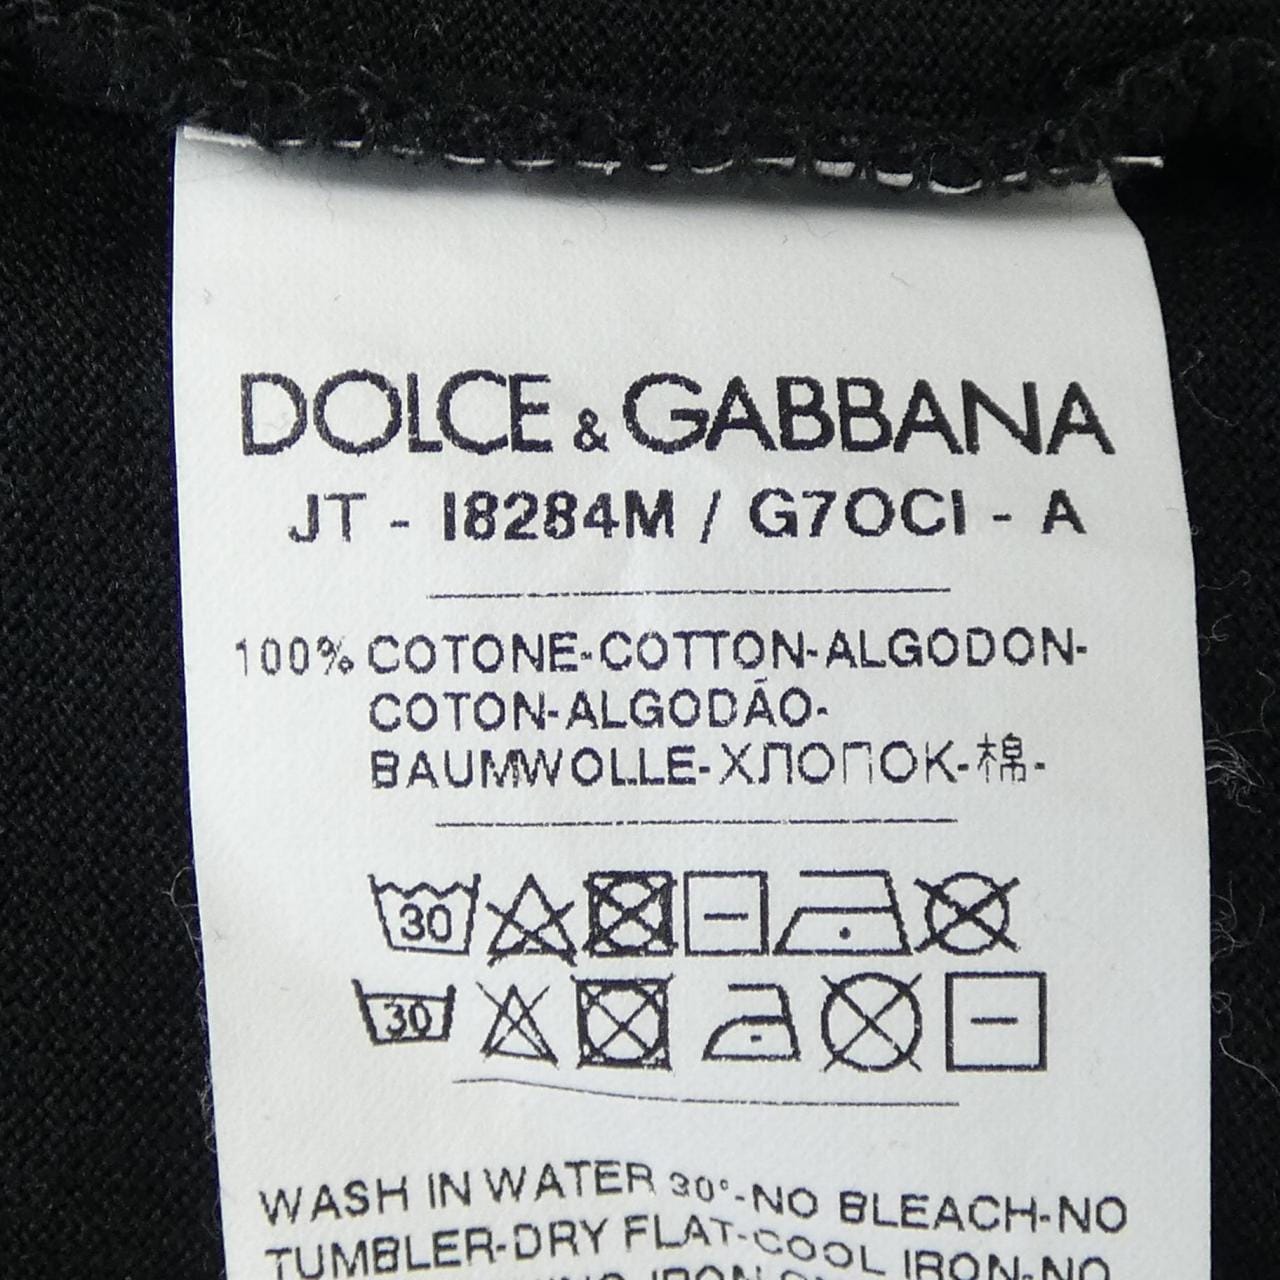 DOLCE & GABBANA
JT - I8284M / G7OCI - A
100% COTONE-COTTON-ALGODON-
COTON-ALGODÃO-
BAUMWOLLE-ХЛОПОК-棉-
30
30
WASH IN WATER 30°-NO BLEACH-NO
TUMBLER-DRY FLAT-COOL IRON-NO
IRON